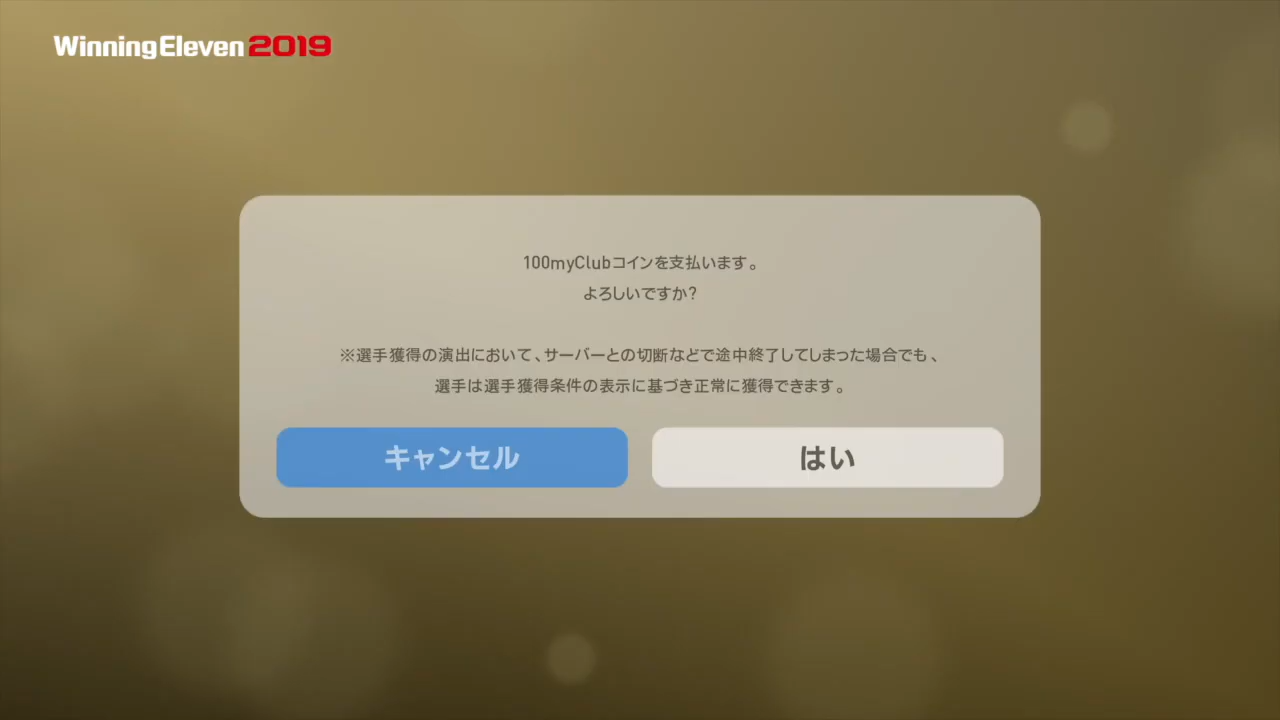 WinningEleven 2019
100myClubコインを支払います。
よろしいですか?
※選手獲得の演出において、サーバーとの切断などで途中終了してしまった場合でも、
選手は選手獲得条件の表示に基づき正常に獲得できます。
キャンセル
はい